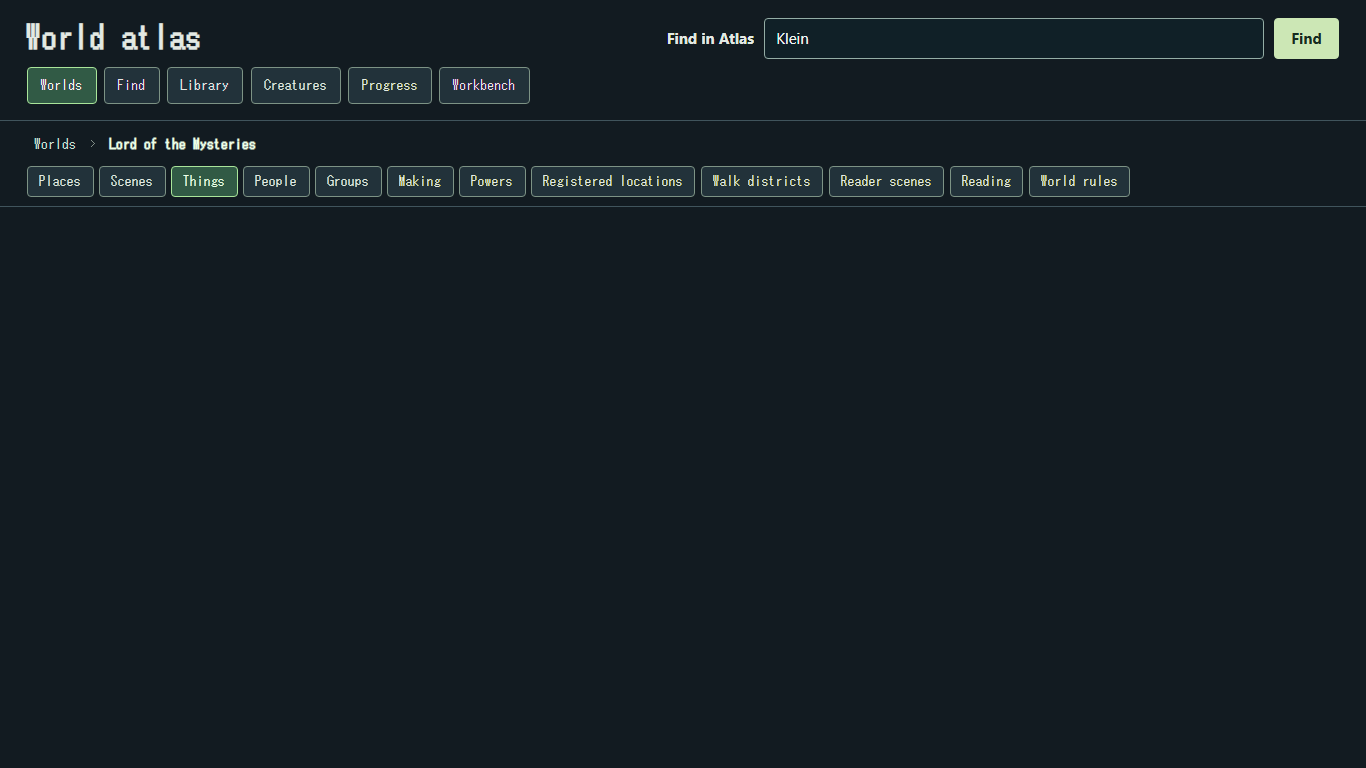 World atlas
Find in Atlas Klein Find
Worlds Find Library Creatures Progress Workbench
Worlds > Lord of the Mysteries
Places Scenes Things People Groups Making Powers Registered locations Walk districts Reader scenes Reading World rules